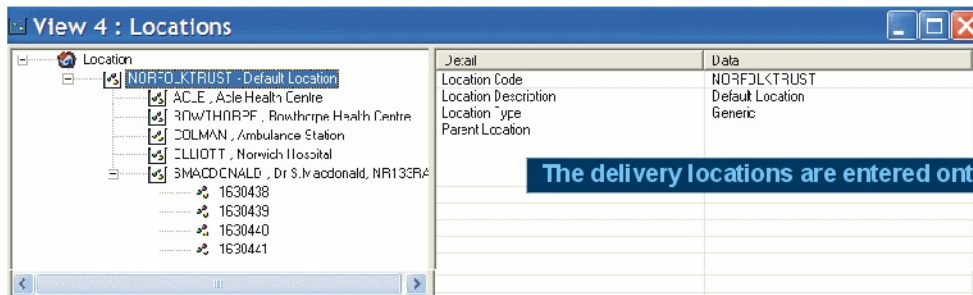 View 4 : Locations
Location
NORFOLKTRUST - Default Location
ACLE , Acle Health Centre
BOWTHORPE , Bowthorpe Health Centre
COLMAN , Ambulance Station
ELLIOTT , Norwich Hospital
SMACDONALD , Dr S.Macdonald, NR133RA
1630438
1630439
1630440
1630441
Detail Data
Location Code NORFOLKTRUST
Location Description Default Location
Location Type Generic
Parent Location
The delivery locations are entered ont